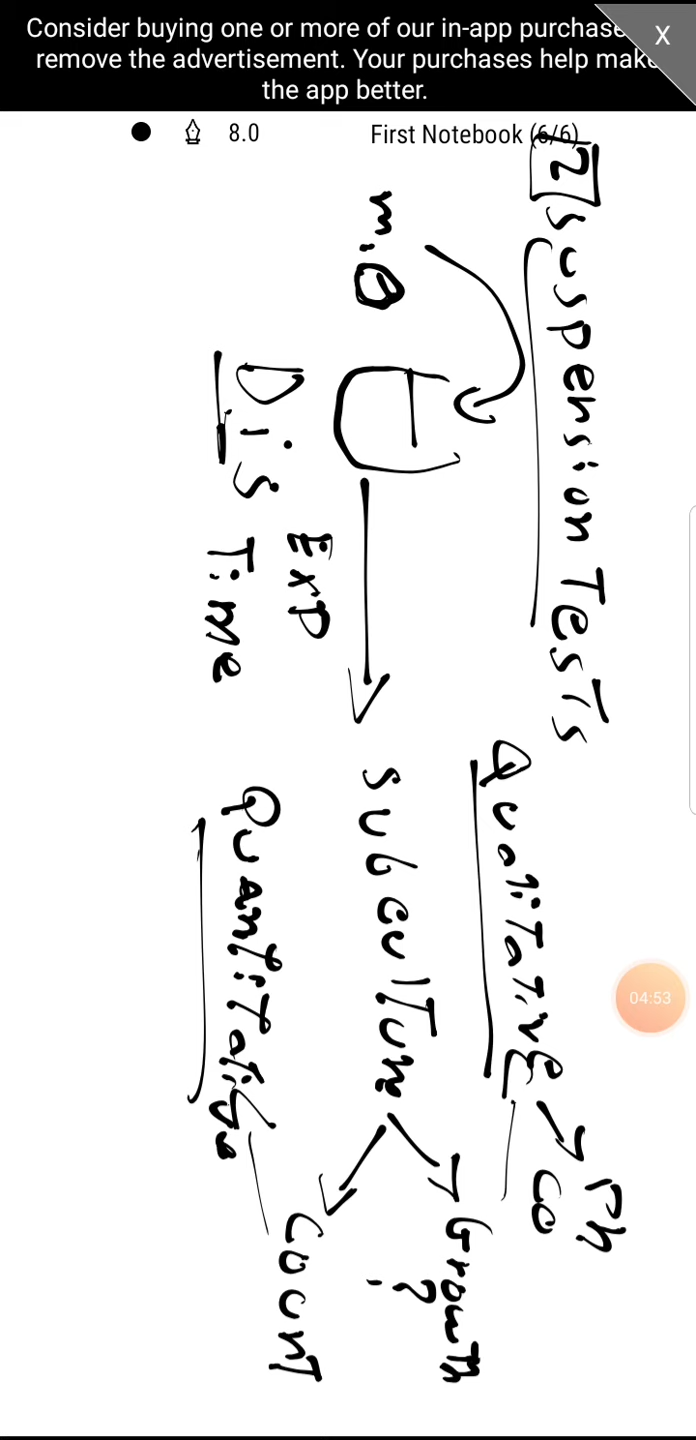 Consider buying one or more of our in-app purchase
remove the advertisement. Your purchases help make
the app better.
X
8.0
First Notebook (6/6)
2 Suspension Tests
m.O
Qualitative → Ph
Co
Subculture
Growth
?
Exp
Time
Dis
Quantitative
Count
04:53